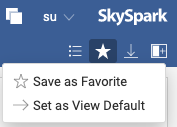 su
SkySpark
Save as Favorite
Set as View Default